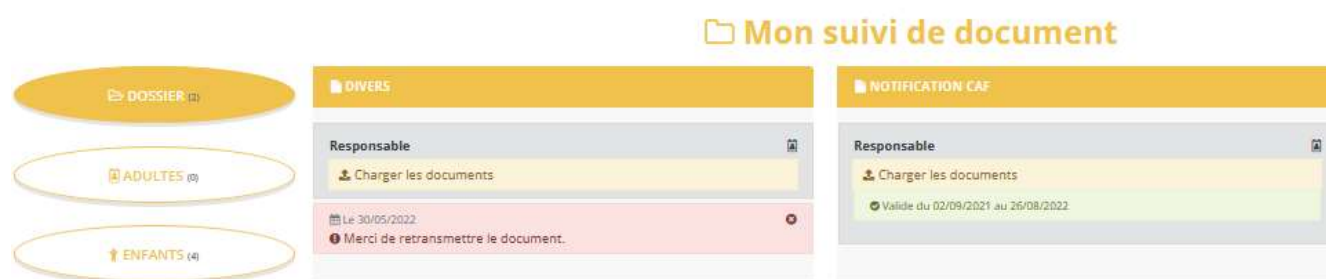 Mon suivi de document
DOSSIER (2)
ADULTES (0)
ENFANTS (4)
DIVERS
Responsable
Charger les documents
Le 30/05/2022
Merci de retransmettre le document.
NOTIFICATION CAF
Responsable
Charger les documents
Valide du 02/09/2021 au 26/08/2022